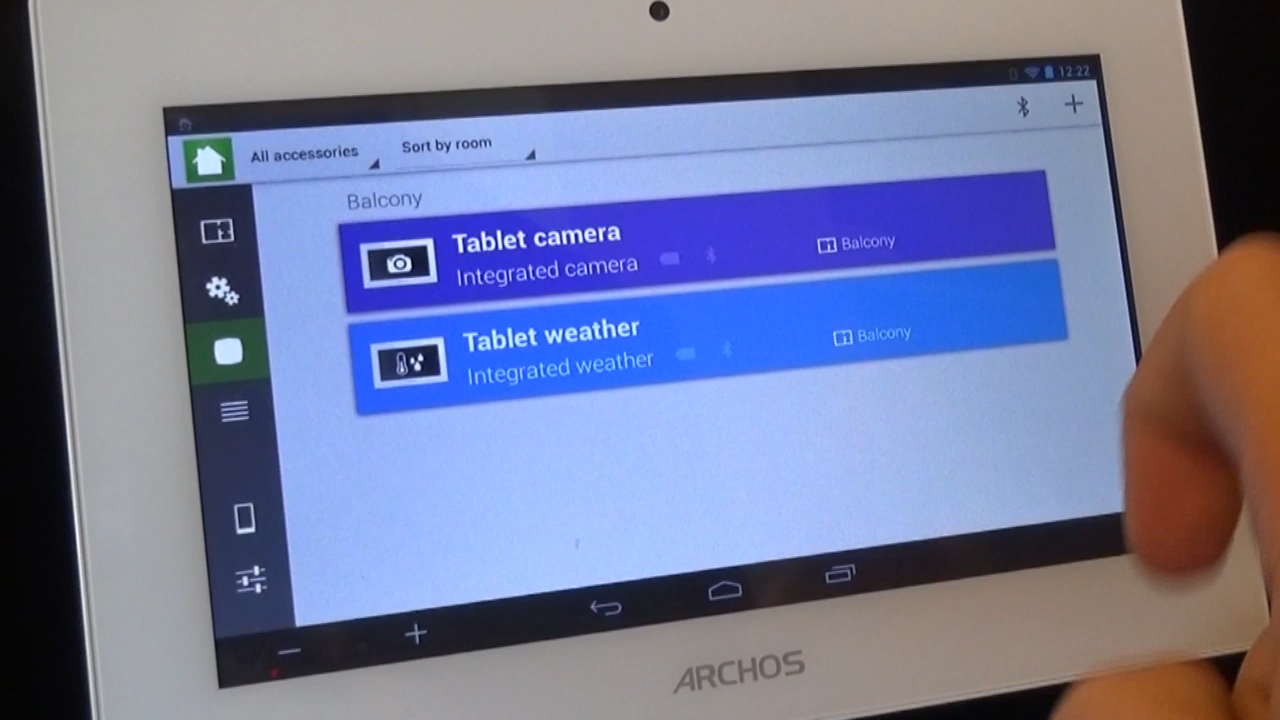 12:22
All accessories
Sort by room
Balcony
Tablet camera
Integrated camera
Balcony
Tablet weather
Integrated weather
Balcony
ARCHOS